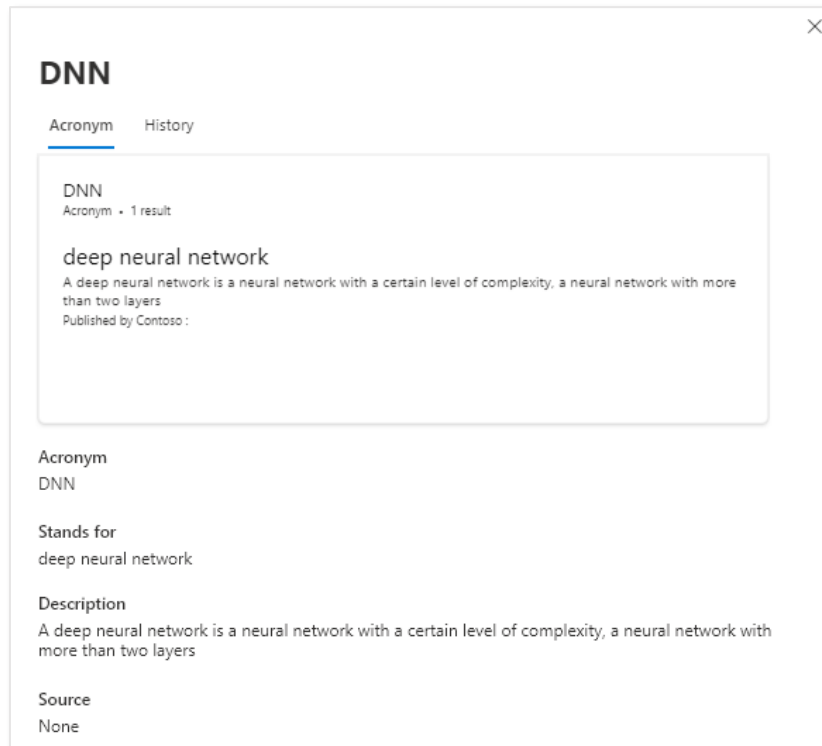 DNN
Acronym History
DNN
Acronym • 1 result
deep neural network
A deep neural network is a neural network with a certain level of complexity, a neural network with more
than two layers
Published by Contoso :
Acronym
DNN
Stands for
deep neural network
Description
A deep neural network is a neural network with a certain level of complexity, a neural network with
more than two layers
Source
None